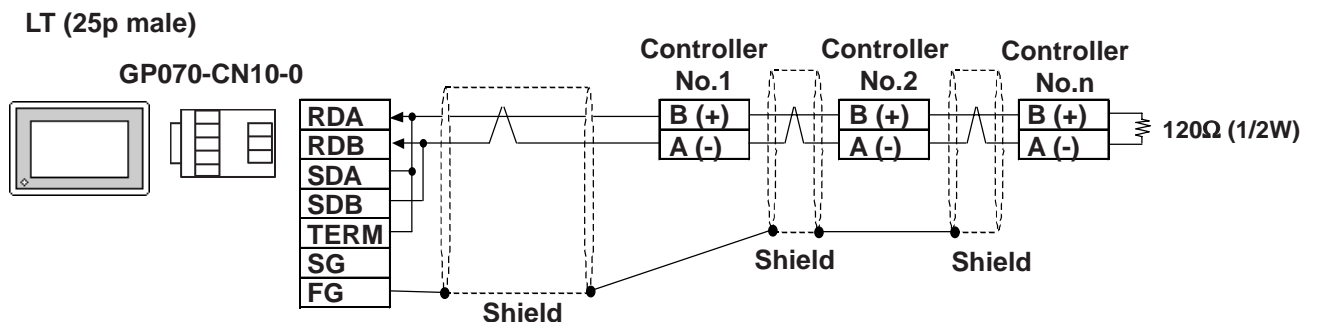 LT (25p male)
GP070-CN10-0
Controller No.1
Controller No.2
Controller No.n
RDA
RDB
SDA
SDB
TERM
SG
FG
B (+)
A (-)
B (+)
A (-)
B (+)
A (-)
120Ω (1/2W)
Shield
Shield
Shield